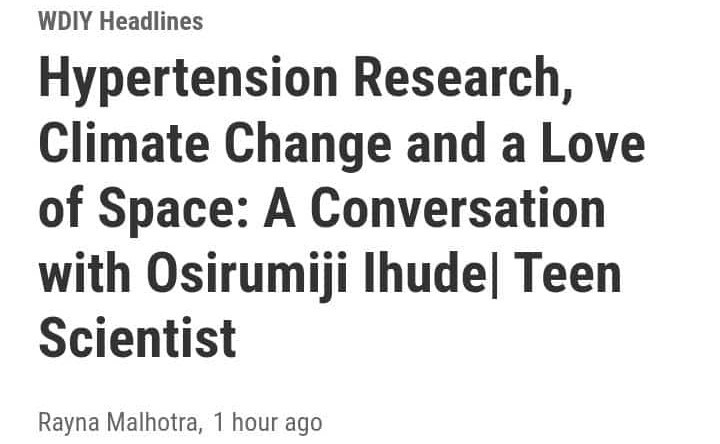 WDIY Headlines
Hypertension Research,
Climate Change and a Love
of Space: A Conversation
with Osirumiji Ihude| Teen
Scientist
Rayna Malhotra, 1 hour ago